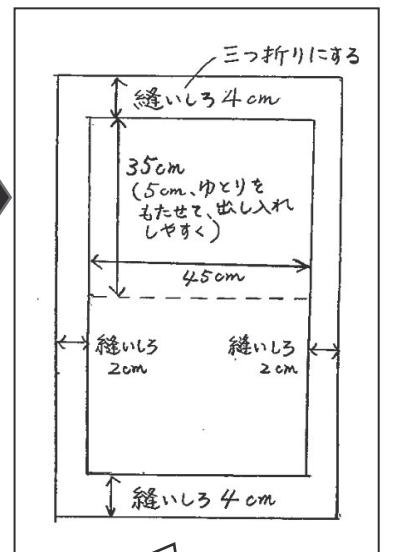 三つ折りにする
縫いしろ4cm
35cm
(5cm、ゆとりを
もたせて、出し入れ
しやすく)
45cm
縫いしろ
2cm
縫いしろ
2cm
縫いしろ4cm